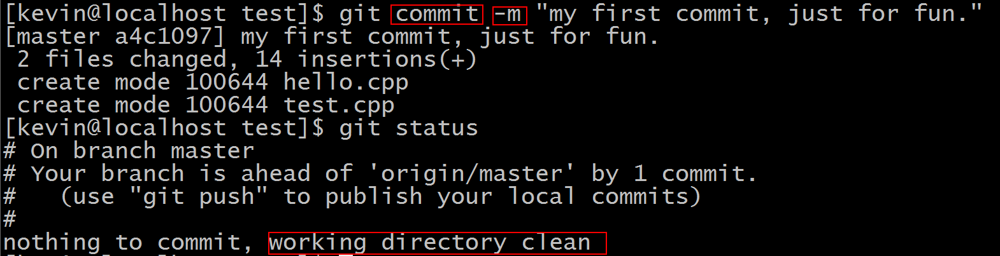 [kevin@localhost test]$ git commit -m "my first commit, just for fun."
[master a4c1097] my first commit, just for fun.
 2 files changed, 14 insertions(+)
 create mode 100644 hello.cpp
 create mode 100644 test.cpp
[kevin@localhost test]$ git status
# On branch master
# Your branch is ahead of 'origin/master' by 1 commit.
#   (use "git push" to publish your local commits)
#
nothing to commit, working directory clean